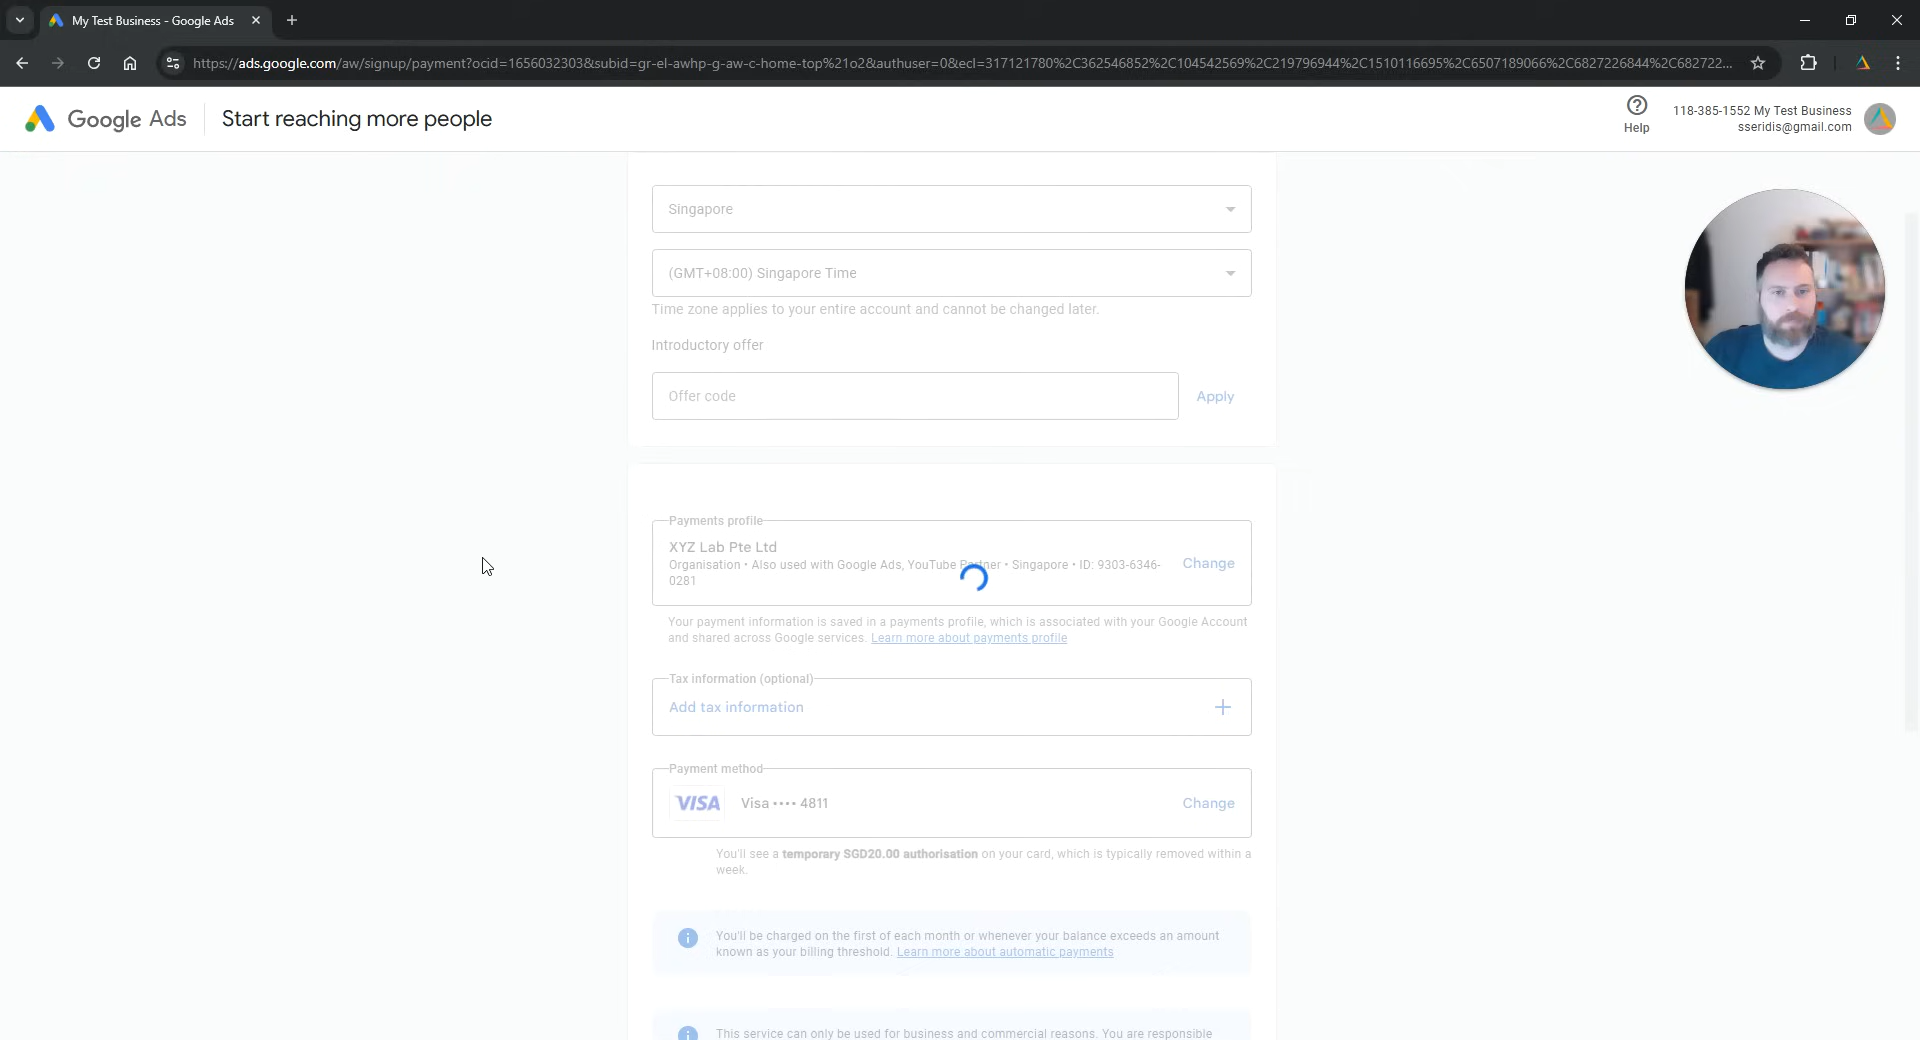 My Test Business - Google Ads
https://ads.google.com/aw/signup/payment?ocid=1656032303&subid=gr-el-awhp-g-aw-c-home-top%21o2&authuser=0&ecl=317121780%2C362546852%2C104542569%2C219796944%2C1510116695%2C6507189066%2C6827226844%2C682722...
Google Ads
Start reaching more people
Help
118-385-1552 My Test Business
sseridis@gmail.com
Singapore
(GMT+08:00) Singapore Time
Time zone applies to your entire account and cannot be changed later.
Introductory offer
Offer code
Apply
Payments profile
XYZ Lab Pte Ltd
Organisation • Also used with Google Ads, YouTube Partner • Singapore • ID: 9303-6346-
0281
Change
Your payment information is saved in a payments profile, which is associated with your Google Account
and shared across Google services. Learn more about payments profile
Tax information (optional)
Add tax information
Payment method
VISA
Visa •••• 4811
Change
You'll see a temporary SGD20.00 authorisation on your card, which is typically removed within a
week.
You'll be charged on the first of each month or whenever your balance exceeds an amount
known as your billing threshold. Learn more about automatic payments
This service can only be used for business and commercial reasons. You are responsible